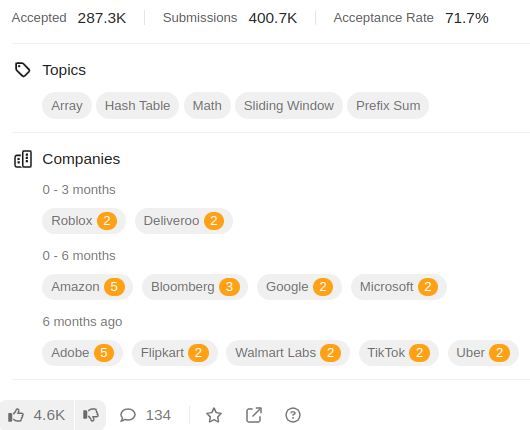 Accepted 287.3K Submissions 400.7K Acceptance Rate 71.7%
Topics
Array Hash Table Math Sliding Window Prefix Sum
Companies
0 - 3 months
Roblox 2 Deliveroo 2
0 - 6 months
Amazon 5 Bloomberg 3 Google 2 Microsoft 2
6 months ago
Adobe 5 Flipkart 2 Walmart Labs 2 TikTok 2 Uber 2
4.6K 134